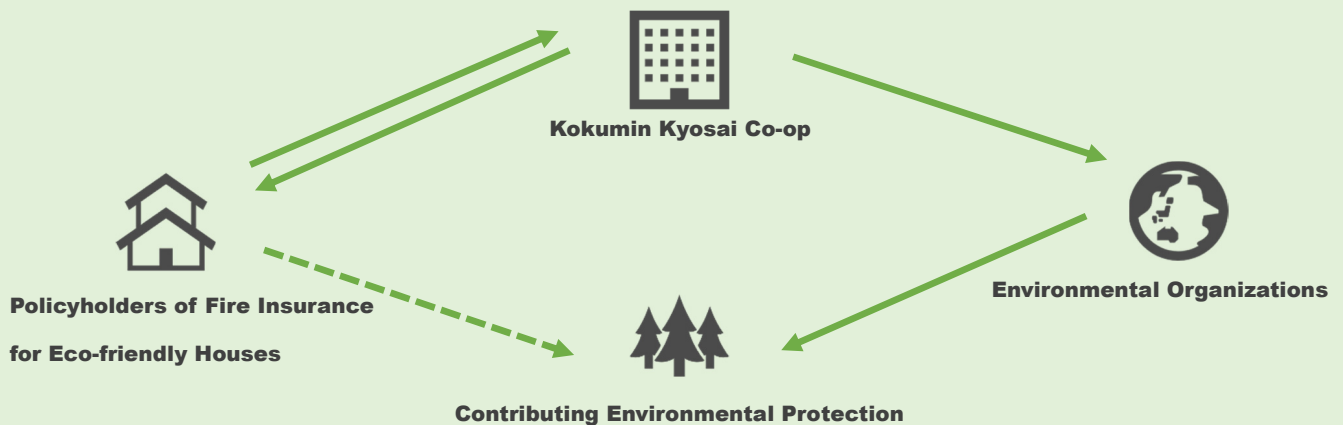 Kokumin Kyosai Co-op
Policyholders of Fire Insurance
for Eco-friendly Houses
Environmental Organizations
Contributing Environmental Protection